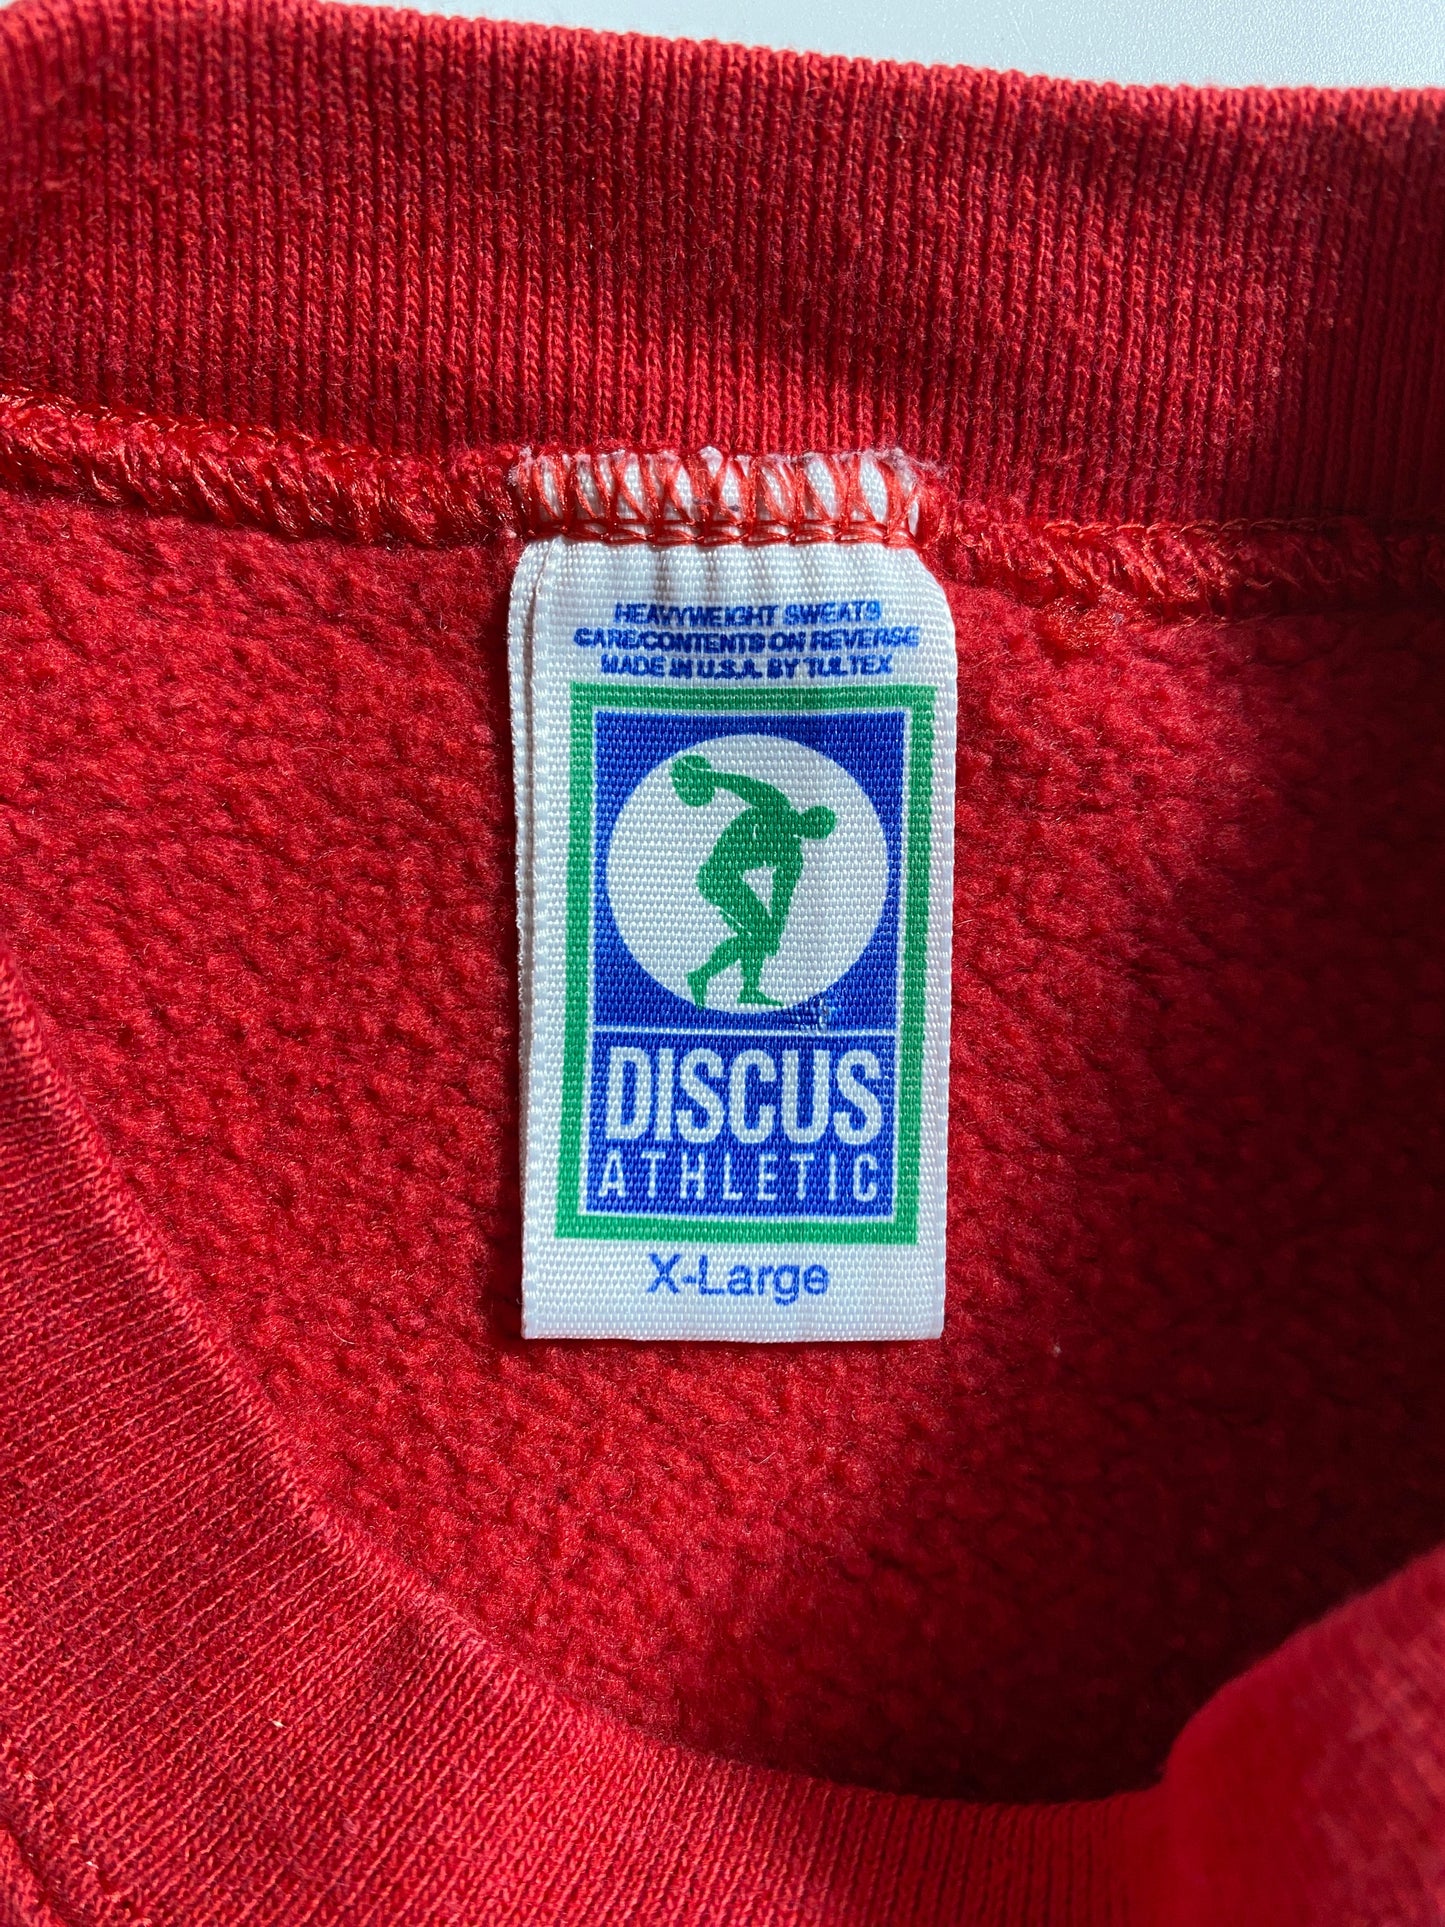 HEAVYWEIGHT SWEATS
CARE/CONTENTS ON REVERSE
MADE IN U.S.A. BY TULTEX
DISCUS
ATHLETIC
X-Large